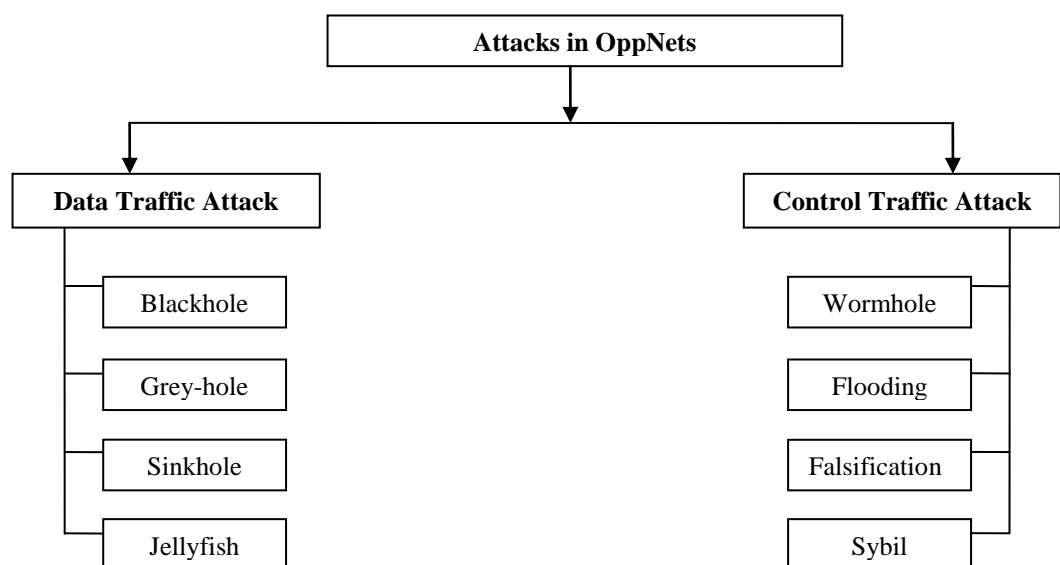 Attacks in OppNets
Data Traffic Attack
Blackhole
Grey-hole
Sinkhole
Jellyfish
Control Traffic Attack
Wormhole
Flooding
Falsification
Sybil